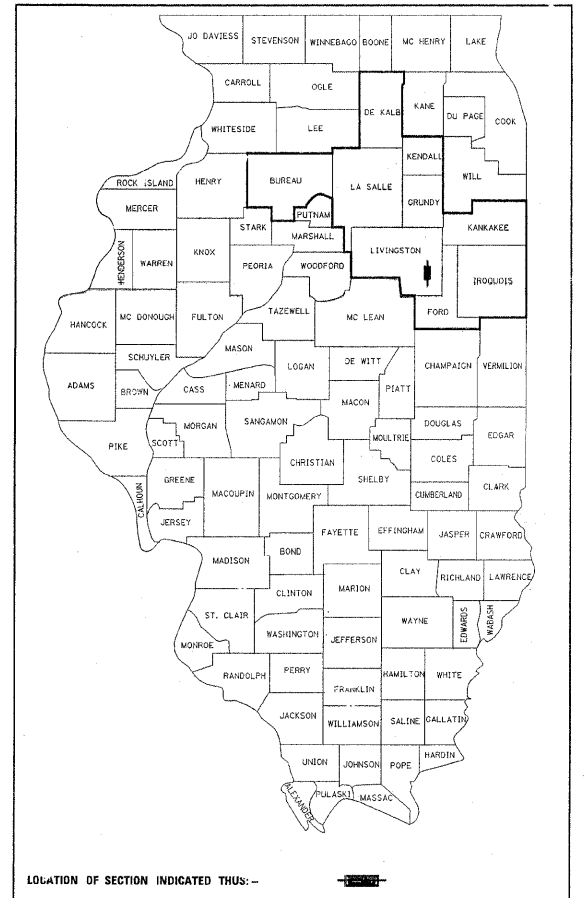 JO DAVIESS STEVENSON WINNEBAGO BOONE MC HENRY LAKE
CARROLL OGLE DE KALB KANE DU PAGE COOK
WHITESIDE LEE KENDALL WILL
ROCK ISLAND HENRY BUREAU LA SALLE GRUNDY
MERCER PUTNAM KANKAKEE
HENDERSON WARREN KNOX STARK MARSHALL LIVINGSTON
PEORIA WOODFORD IROQUOIS
FORD
HANCOCK MC DONOUGH FULTON TAZEWELL MC LEAN
MASON
SCHUYLER LOGAN DE WITT CHAMPAIGN VERMILION
ADAMS BROWN CASS MENARD MACON PIATT
PIKE SCOTT MORGAN SANGAMON MOULTRIE DOUGLAS EDGAR
CHRISTIAN COLES
CALHOUN GREENE MACOUPIN MONTGOMERY SHELBY CUMBERLAND CLARK
JERSEY
FAYETTE EFFINGHAM JASPER CRAWFORD
MADISON BOND
CLAY RICHLAND LAWRENCE
CLINTON MARION
ST. CLAIR WAYNE EDWARDS WABASH
WASHINGTON JEFFERSON
MONROE
RANDOLPH PERRY HAMILTON WHITE
FRANKLIN
JACKSON WILLIAMSON SALINE GALLATIN
HARDIN
UNION JOHNSON POPE
ALEXANDER PULASKI MASSAC
LOCATION OF SECTION INDICATED THUS: -